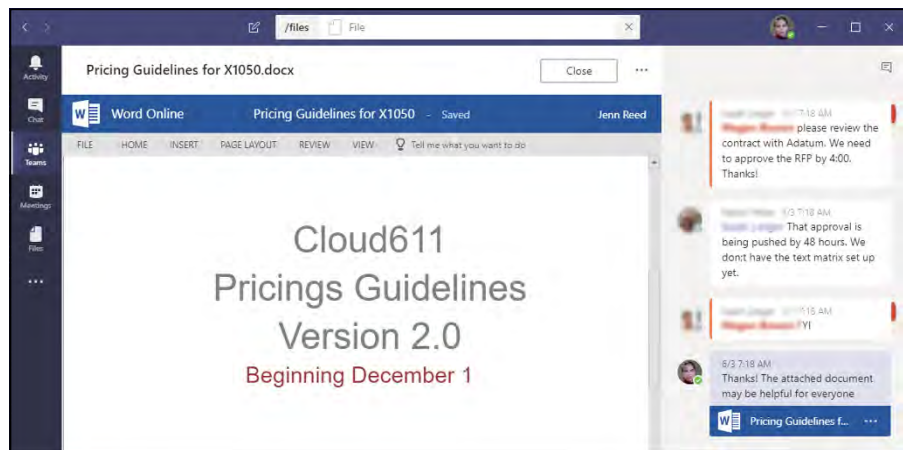 /files File
Pricing Guidelines for X1050.docx
Close
Activity
Chat
Teams
Meetings
Files
Word Online
Pricing Guidelines for X1050 - Saved
Jenn Reed
FILE HOME INSERT PAGE LAYOUT REVIEW VIEW Tell me what you want to do
Cloud611
Pricings Guidelines
Version 2.0
Beginning December 1
7:18 AM
please review the
contract with Adatum. We need
to approve the RFP by 4:00.
Thanks!
6/3 7:18 AM
That approval is
being pushed by 48 hours. We
don:t have the text matrix set up
yet.
AM
6/3 7:18 AM
Thanks! The attached document
may be helpful for everyone
Pricing Guidelines f...